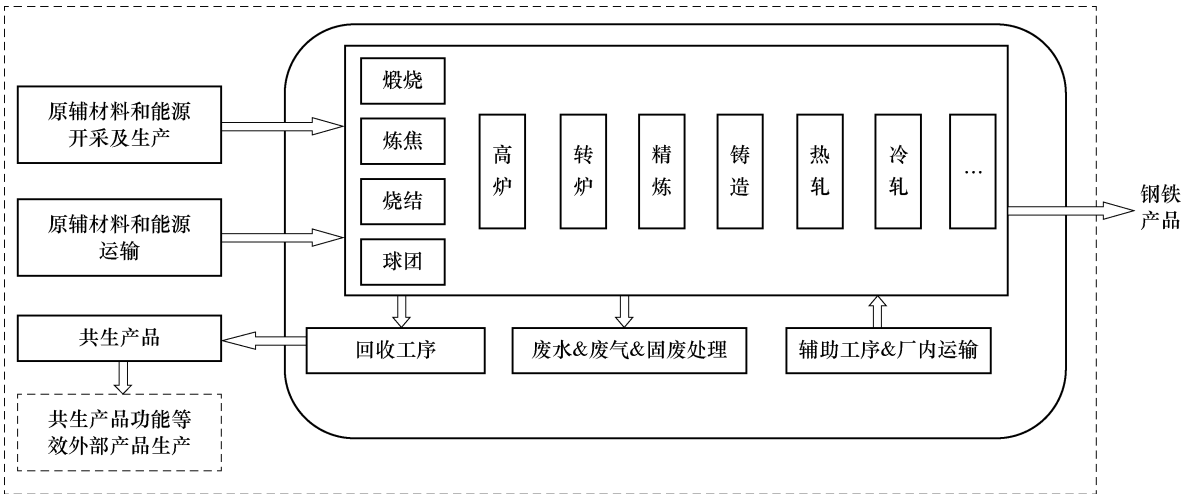 原辅材料和能源
开采及生产
原辅材料和能源
运输
共生产品
共生产品功能等
效外部产品生产
煅烧
炼焦
烧结
球团
高炉
转炉
精炼
铸造
热轧
冷轧
…
回收工序
废水&废气&固废处理
辅助工序&厂内运输
钢铁
产品